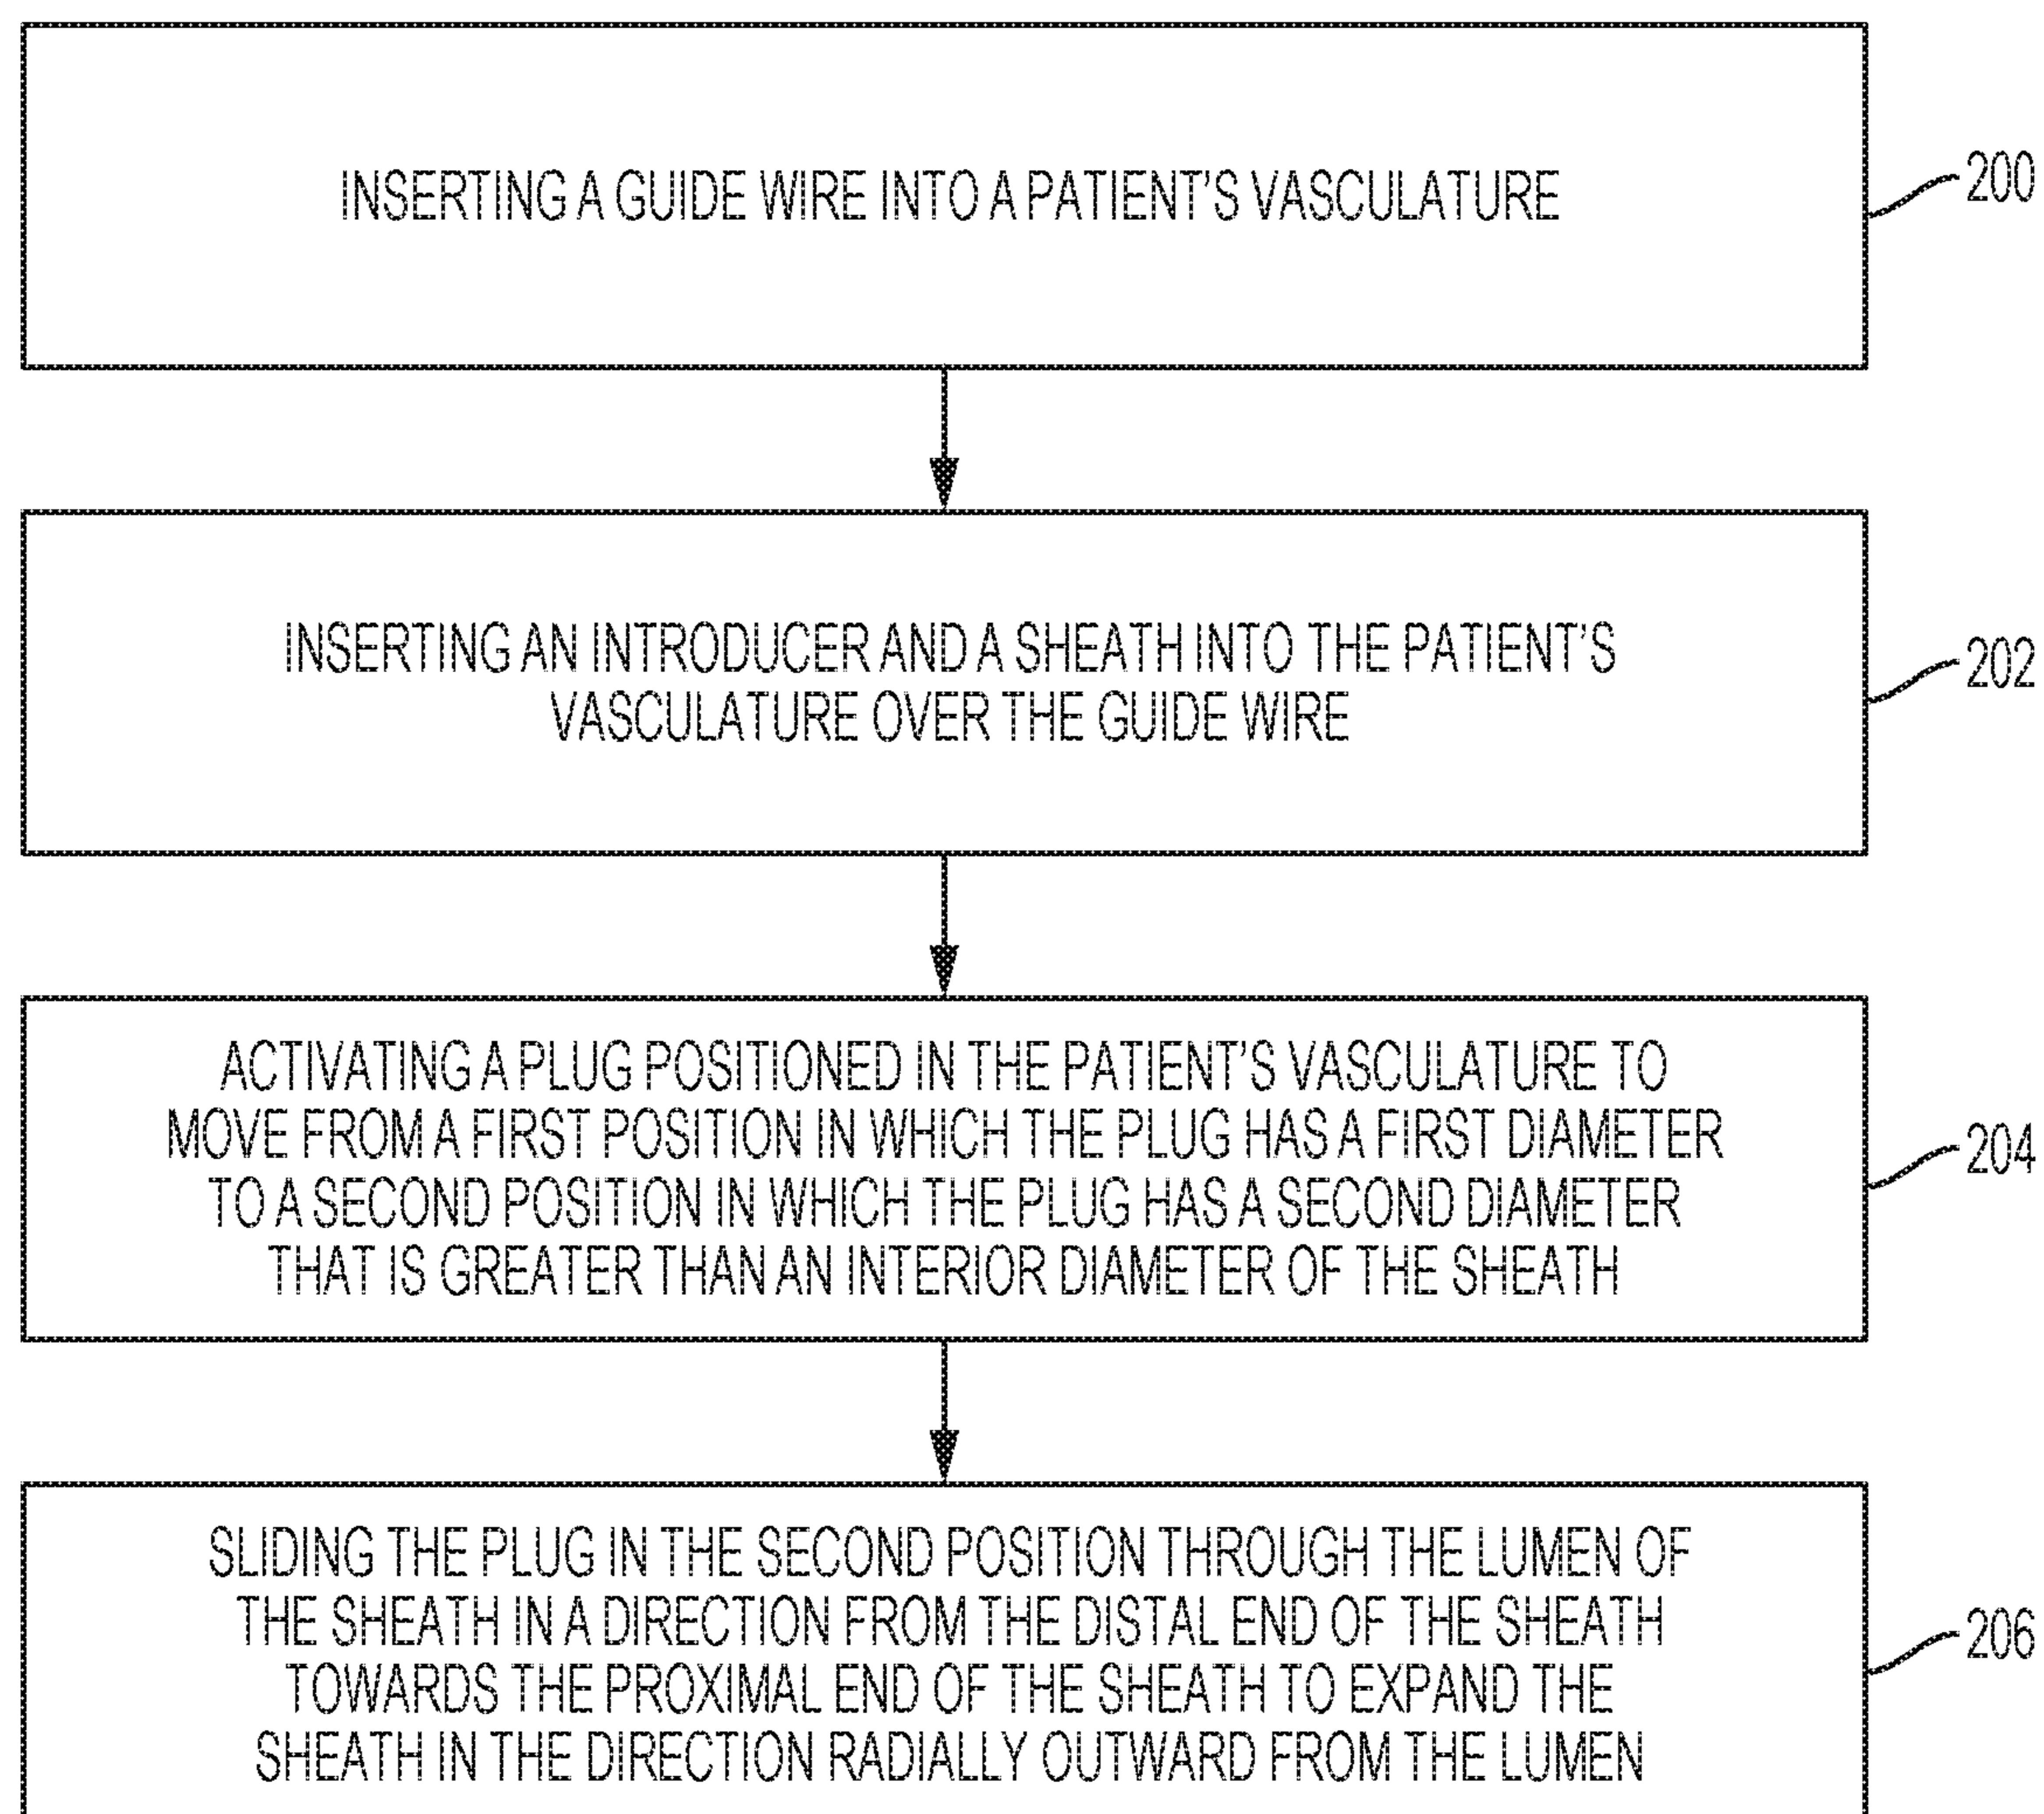 INSERTING A GUIDE WIRE INTO A PATIENT'S VASCULATURE
200
INSERTING AN INTRODUCER AND A SHEATH INTO THE PATIENT'S
VASCULATURE OVER THE GUIDE WIRE
202
ACTIVATING A PLUG POSITIONED IN THE PATIENT'S VASCULATURE TO
MOVE FROM A FIRST POSITION IN WHICH THE PLUG HAS A FIRST DIAMETER
TO A SECOND POSITION IN WHICH THE PLUG HAS A SECOND DIAMETER
THAT IS GREATER THAN AN INTERIOR DIAMETER OF THE SHEATH
204
SLIDING THE PLUG IN THE SECOND POSITION THROUGH THE LUMEN OF
THE SHEATH IN A DIRECTION FROM THE DISTAL END OF THE SHEATH
TOWARDS THE PROXIMAL END OF THE SHEATH TO EXPAND THE
SHEATH IN THE DIRECTION RADIALLY OUTWARD FROM THE LUMEN
206